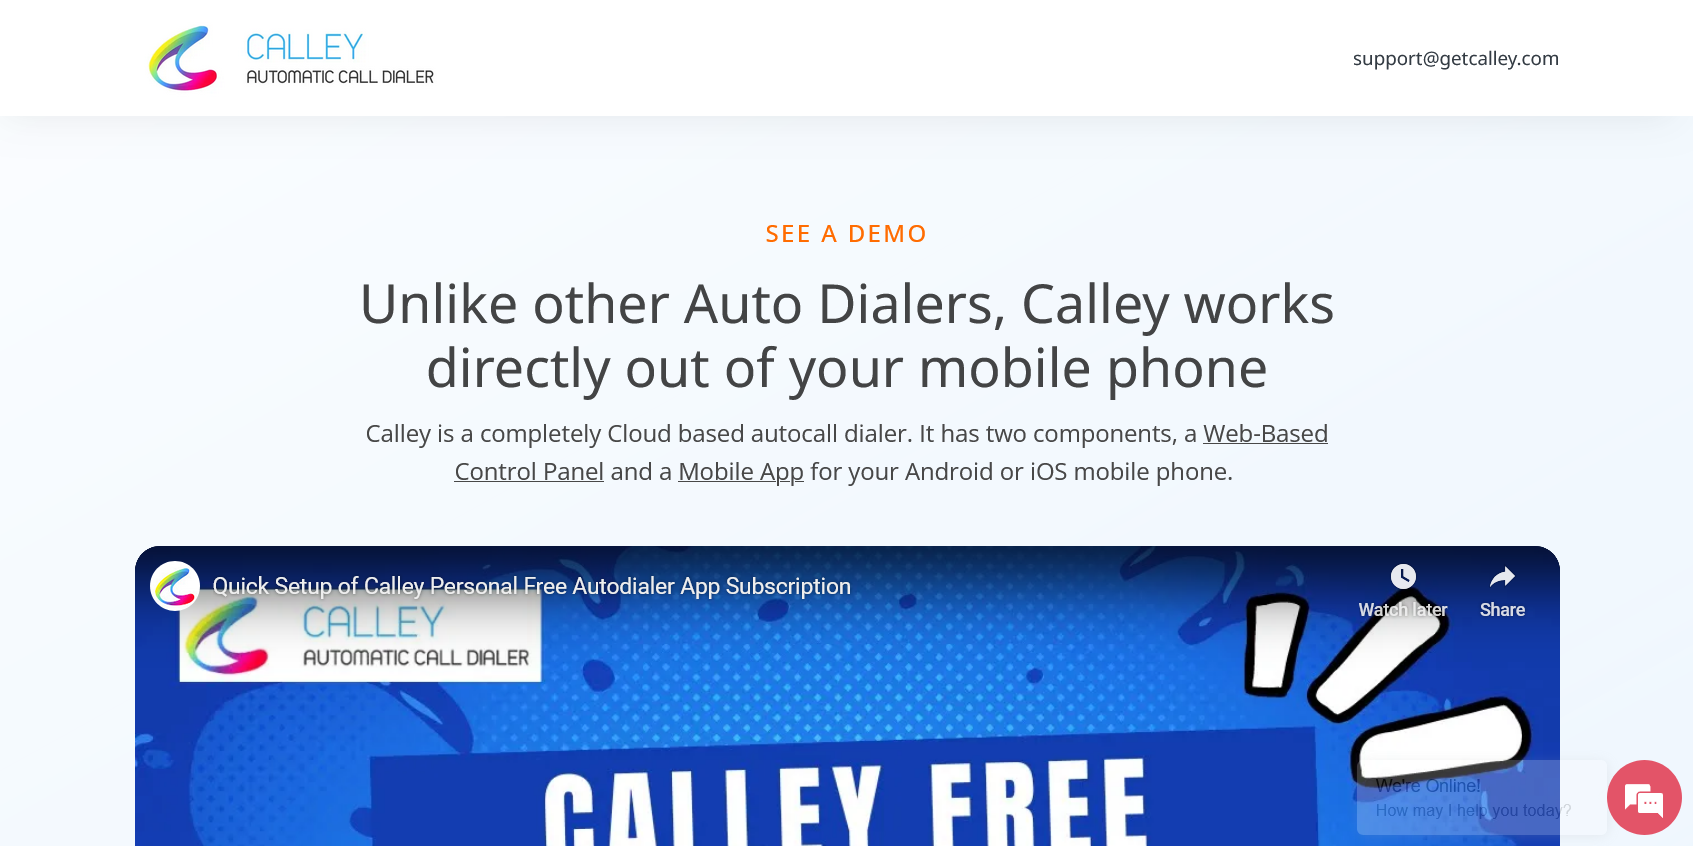 CALLEY
AUTOMATIC CALL DIALER
support@getcalley.com
SEE A DEMO
Unlike other Auto Dialers, Calley works
directly out of your mobile phone
Calley is a completely Cloud based autocall dialer. It has two components, a Web-Based
Control Panel and a Mobile App for your Android or iOS mobile phone.
Quick Setup of Calley Personal Free Autodialer App Subscription
Watch later
Share
CALLEY
AUTOMATIC CALL DIALER
CALLEY FREE
We're Online!
How may I help you today?